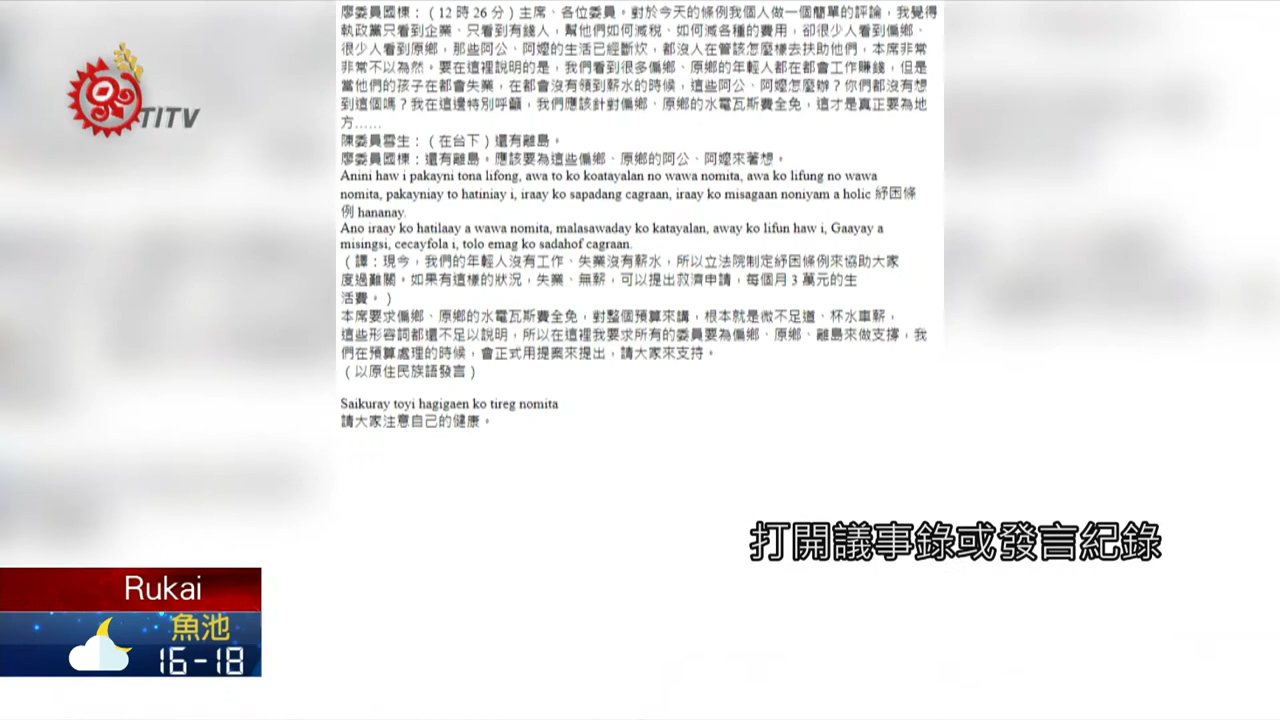 廖委員國棟：（12 時 26 分）主席、各位委員。對於今天的條例我個人做一個簡單的評論，我覺得
執政黨只看到企業、只看到有錢人，幫他們如何減稅、如何減各種的費用，卻很少人看到偏鄉、
很少人看到原鄉，那些阿公、阿嬤的生活已經斷炊，都沒人在管該怎麼樣去扶助他們，本席非常
非常不以為然。要在這裡說明的是，我們看到很多偏鄉、原鄉的年輕人都在都會工作賺錢，但是
當他們的孩子在都會失業，在都會沒有領到薪水的時候，這些阿公、阿嬤怎麼辦？你們都沒有想
到這個嗎？我在這邊特別呼籲，我們應該針對偏鄉、原鄉的水電瓦斯費全免，這才是真正要為地
方……
陳委員雪生：（在台下）還有離島。
廖委員國棟：還有離島。應該要為這些偏鄉、原鄉的阿公、阿嬤來著想。
Anini haw i pakayni tona lifong, awa to ko koatayalan no wawa nomita, awa ko lifung no wawa
nomita, pakayniay to hatiniay i, iraay ko sapadang cagraan, iraay ko misagaan noniyam a holic 紓困條
例 hananay.
Ano iraay ko hatilaay a wawa nomita, malasawaday ko katayalan, away ko lifun haw i, Gaayay a
misingsi, cecayfola i, tolo emag ko sadahof cagraan.
（譯：現今，我們的年輕人沒有工作、失業沒有薪水，所以立法院制定紓困條例來協助大家
度過難關。如果有這樣的狀況，失業、無薪，可以提出救濟申請，每個月 3 萬元的生
活費。）
本席要求偏鄉、原鄉的水電瓦斯費全免，對整個預算來講，根本就是微不足道、杯水車薪，
這些形容詞都還不足以說明，所以在這裡我要求所有的委員要為偏鄉、原鄉、離島來做支撐，我
們在預算處理的時候，會正式用提案來提出，請大家來支持。
（以原住民族語發言）
Saikuray toyi hagigaen ko tireg nomita
請大家注意自己的健康。
TITV
打開議事錄或發言紀錄
Rukai
魚池
16-18